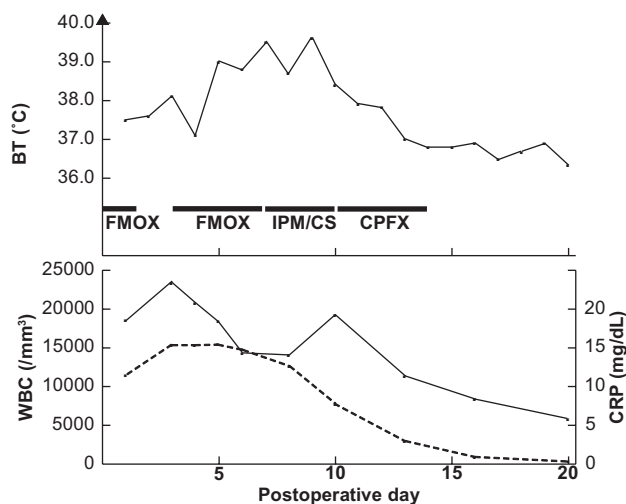 40.0
39.0
38.0
37.0
36.0
BT (˚C)
FMOX FMOX IPM/CS CPFX
25000
20000
15000
10000
5000
0
WBC (/mm³)
20
15
10
5
0
CRP (mg/dL)
5 10 15 20
Postoperative day